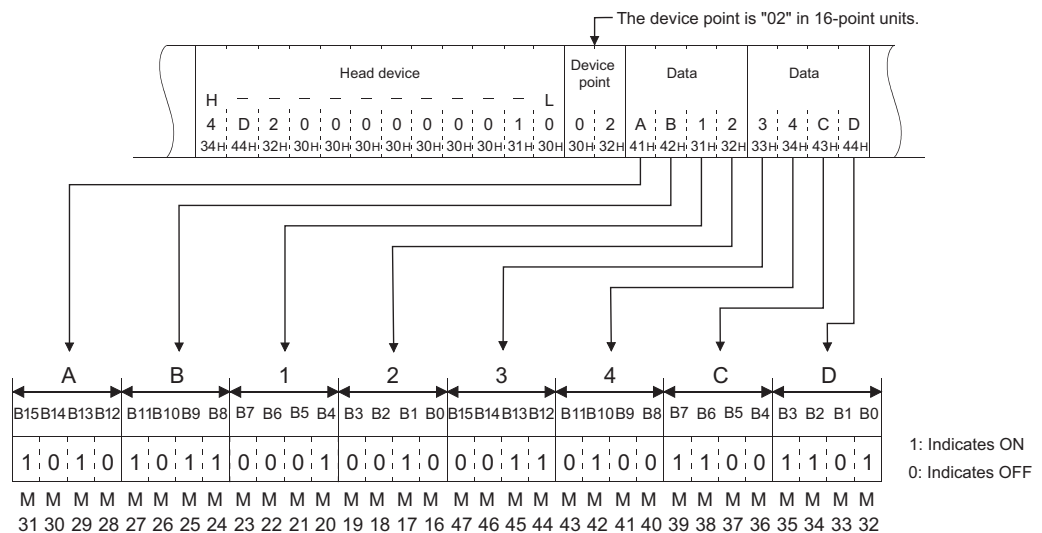 The device point is "02" in 16-point units.
Head device
Device point
Data
Data
H – – – – – – – – – – L
4 D 2 0 0 0 0 0 0 0 1 0 0 2 A B 1 2 3 4 C D
34H 44H 32H 30H 30H 30H 30H 30H 30H 30H 31H 30H 30H 32H 41H 42H 31H 32H 33H 34H 43H 44H
A B 1 2 3 4 C D
B15 B14 B13 B12 B11 B10 B9 B8 B7 B6 B5 B4 B3 B2 B1 B0 B15 B14 B13 B12 B11 B10 B9 B8 B7 B6 B5 B4 B3 B2 B1 B0
1 0 1 0 1 0 1 1 0 0 0 1 0 0 1 0 0 0 1 1 0 1 0 0 1 1 0 0 1 1 0 1
1: Indicates ON
0: Indicates OFF
M M M M M M M M M M M M M M M M M M M M M M M M M M M M M M M M
31 30 29 28 27 26 25 24 23 22 21 20 19 18 17 16 47 46 45 44 43 42 41 40 39 38 37 36 35 34 33 32